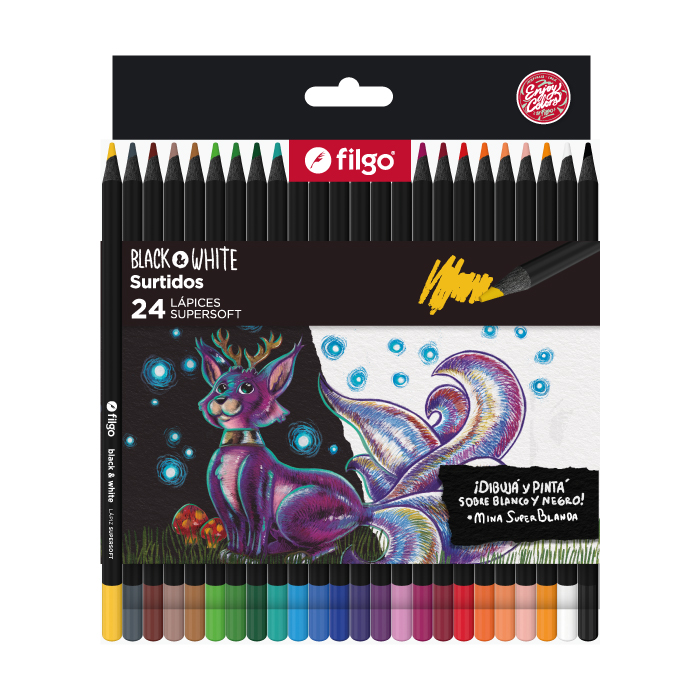 Enjoy
Colors
filgo
BLACK & WHITE
Surtidos
24 LÁPICES
SUPERSOFT
filgo
black & white
LÁPIZ SUPERSOFT
¡DIBUJÁ Y PINTÁ
SOBRE BLANCO Y NEGRO!
*MINA SUPERBLANDA